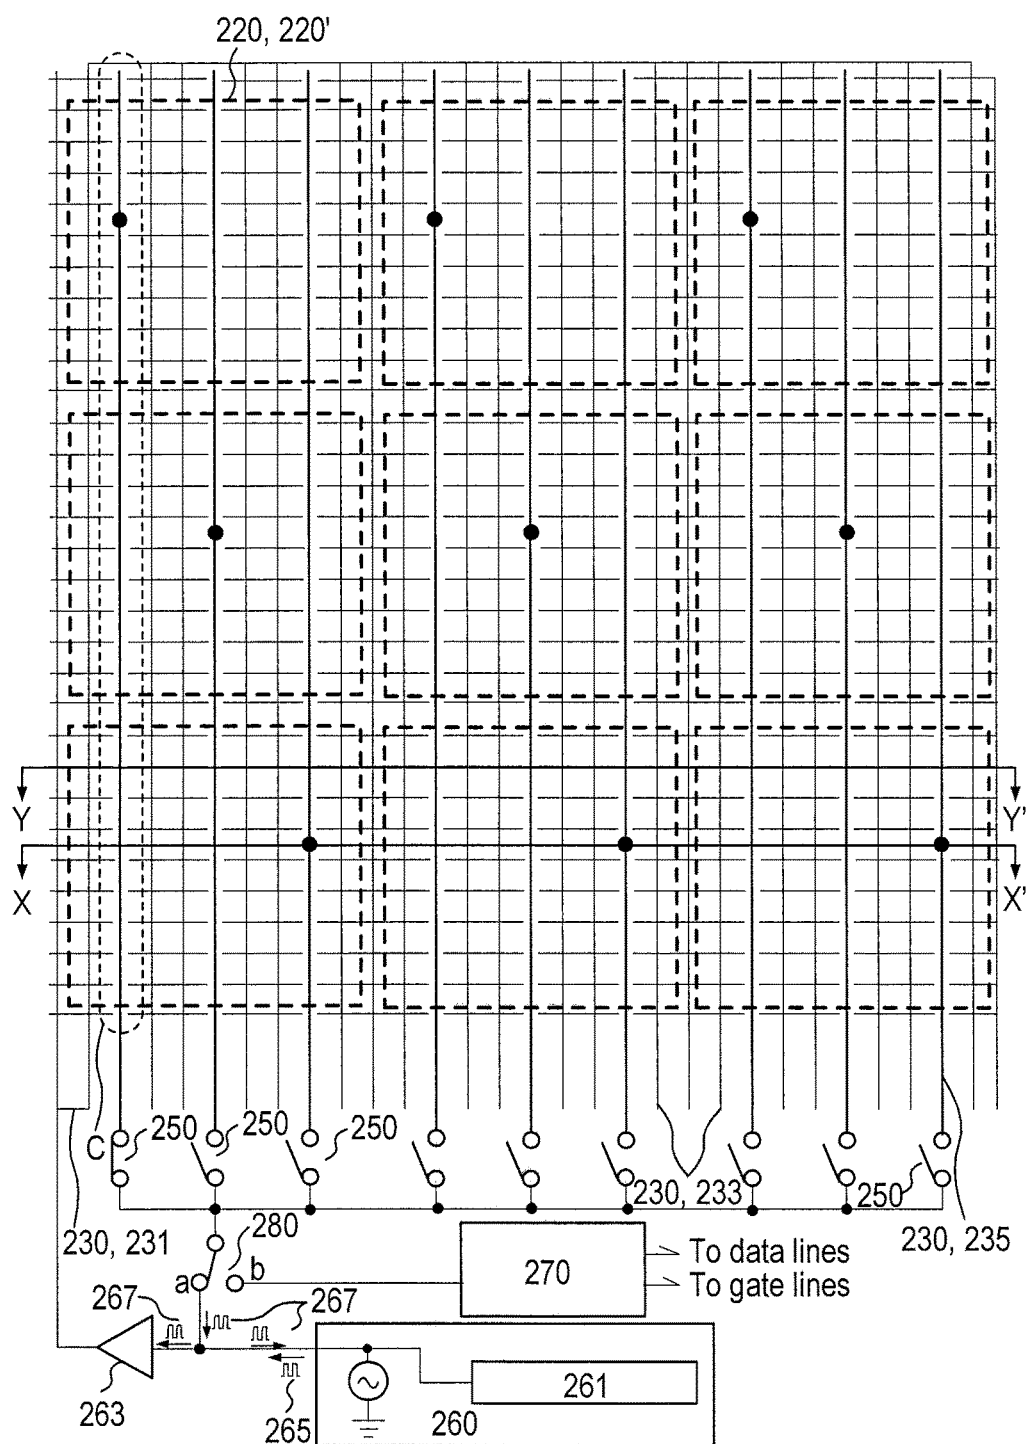 220, 220'
Y
Y'
X
X'
C
250
250
250
230, 233
250
230, 231
280
230, 235
a
b
270
To data lines
To gate lines
267
267
263
265
260
261